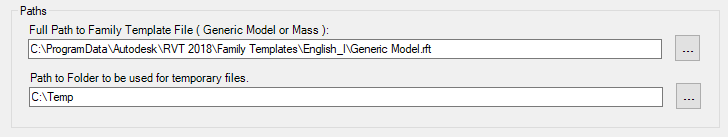 Paths
Full Path to Family Template File ( Generic Model or Mass ):
C:\ProgramData\Autodesk\RVT 2018\Family Templates\English_I\Generic Model.rft
...
Path to Folder to be used for temporary files.
C:\Temp
...